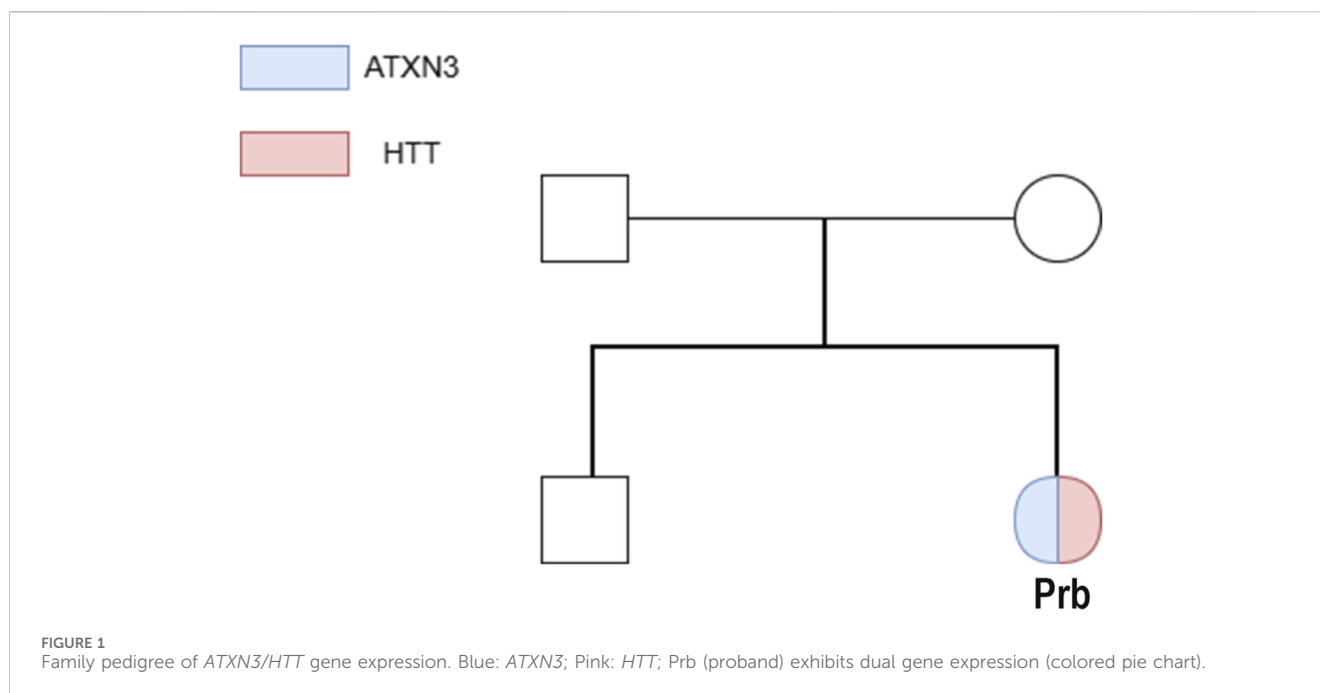 ATXN3
HTT
Prb
FIGURE 1
Family pedigree of ATXN3/HTT gene expression. Blue: ATXN3; Pink: HTT; Prb (proband) exhibits dual gene expression (colored pie chart).